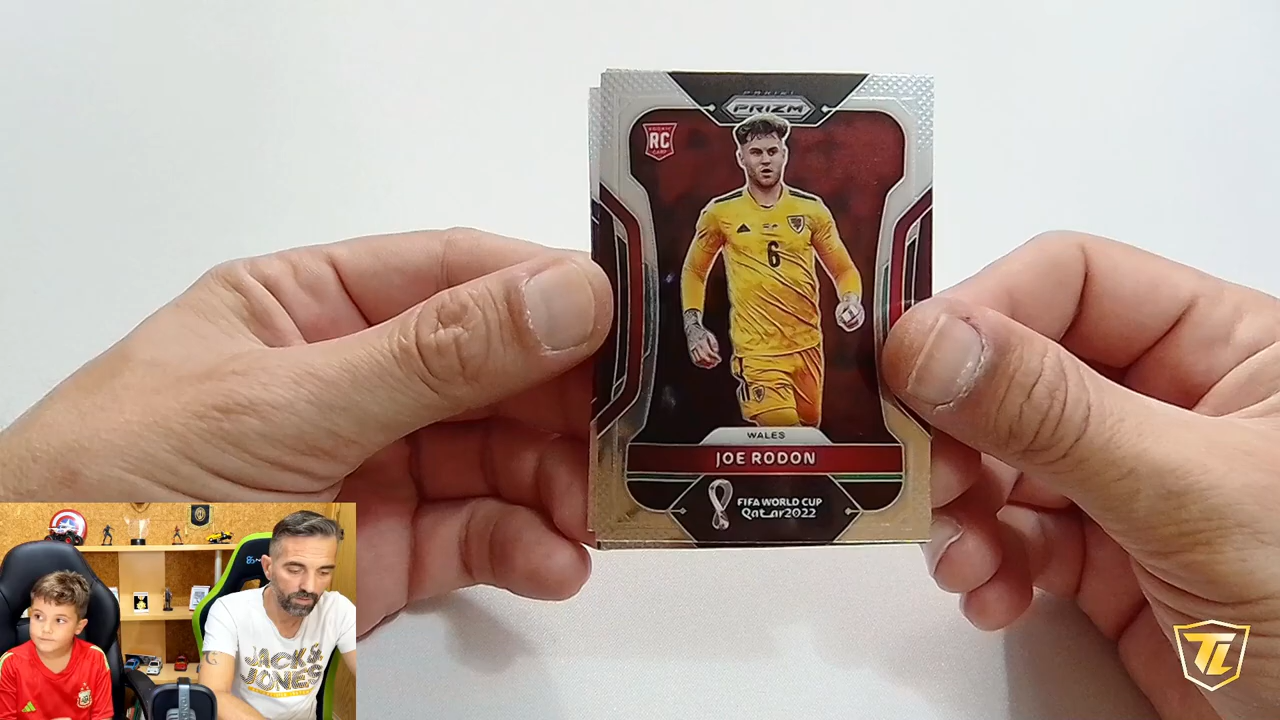 PANINI
PRIZM
ROOKIE
RC
CARD
6
WALES
JOE RODON
FIFA WORLD CUP
Qatar2022
JACK &
JONES
TL